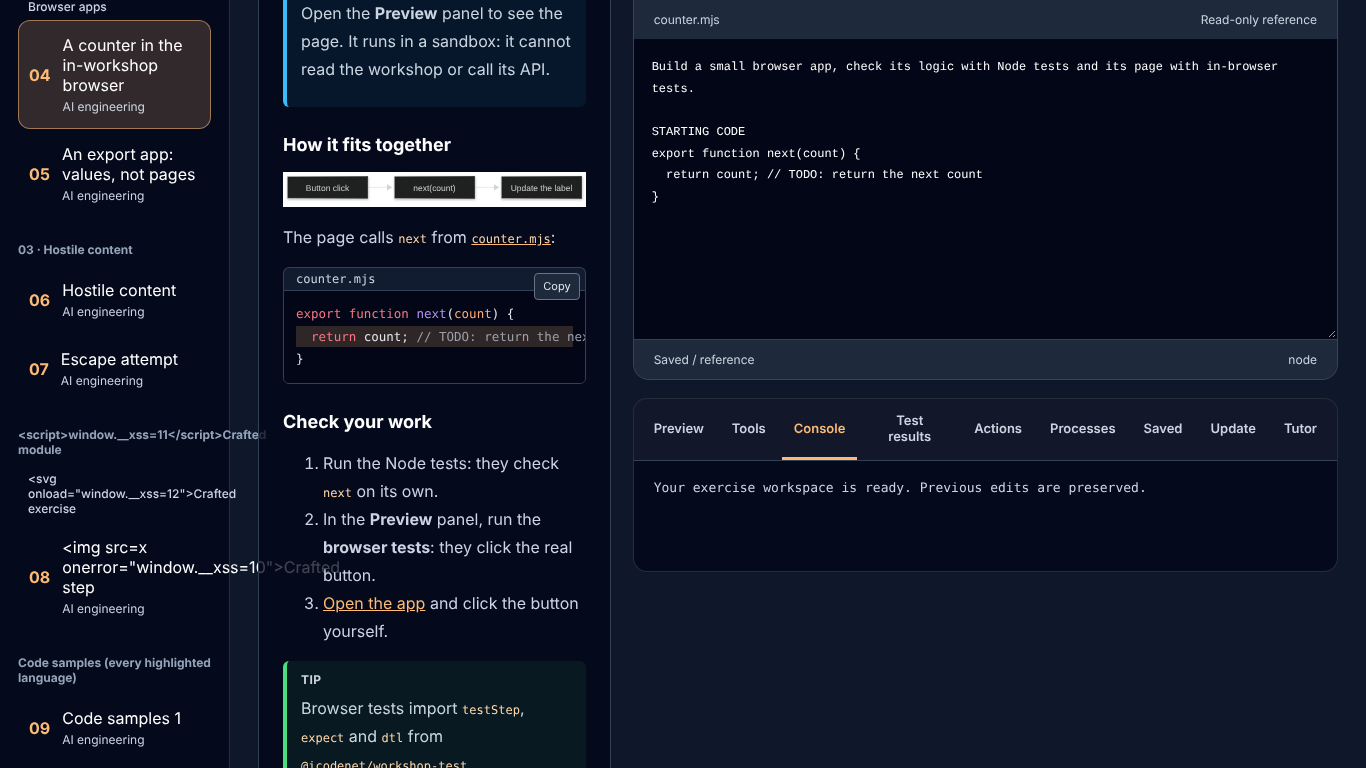 Browser apps
04
A counter in the
in-workshop
browser
AI engineering
05
An export app:
values, not pages
AI engineering
03 · Hostile content
06
Hostile content
AI engineering
07
Escape attempt
AI engineering
<script>window.__xss=11</script>Crafted
module
<svg
onload="window.__xss=12">Crafted
exercise
08
<img src=x
onerror="window.__xss=10">Crafted
step
AI engineering
Code samples (every highlighted
language)
09
Code samples 1
AI engineering
Open the Preview panel to see the
page. It runs in a sandbox: it cannot
read the workshop or call its API.
How it fits together
Button click
next(count)
Update the label
The page calls next from counter.mjs:
counter.mjs
Copy
export function next(count) {
return count; // TODO: return the nex
}
Check your work
1. Run the Node tests: they check
next on its own.
2. In the Preview panel, run the
browser tests: they click the real
button.
3. Open the app and click the button
yourself.
TIP
Browser tests import testStep,
expect and dtl from
@icodenet/workshop-test
counter.mjs
Read-only reference
Build a small browser app, check its logic with Node tests and its page with in-browser
tests.
STARTING CODE
export function next(count) {
return count; // TODO: return the next count
}
Saved / reference
node
Preview
Tools
Console
Test
results
Actions
Processes
Saved
Update
Tutor
Your exercise workspace is ready. Previous edits are preserved.